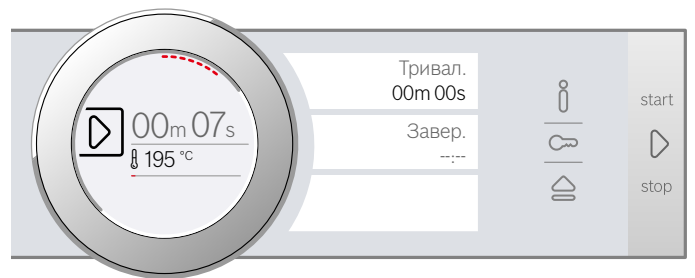 00m 07s
195 °C
Тривал.
00m 00s
Завер.
--:--
start
stop